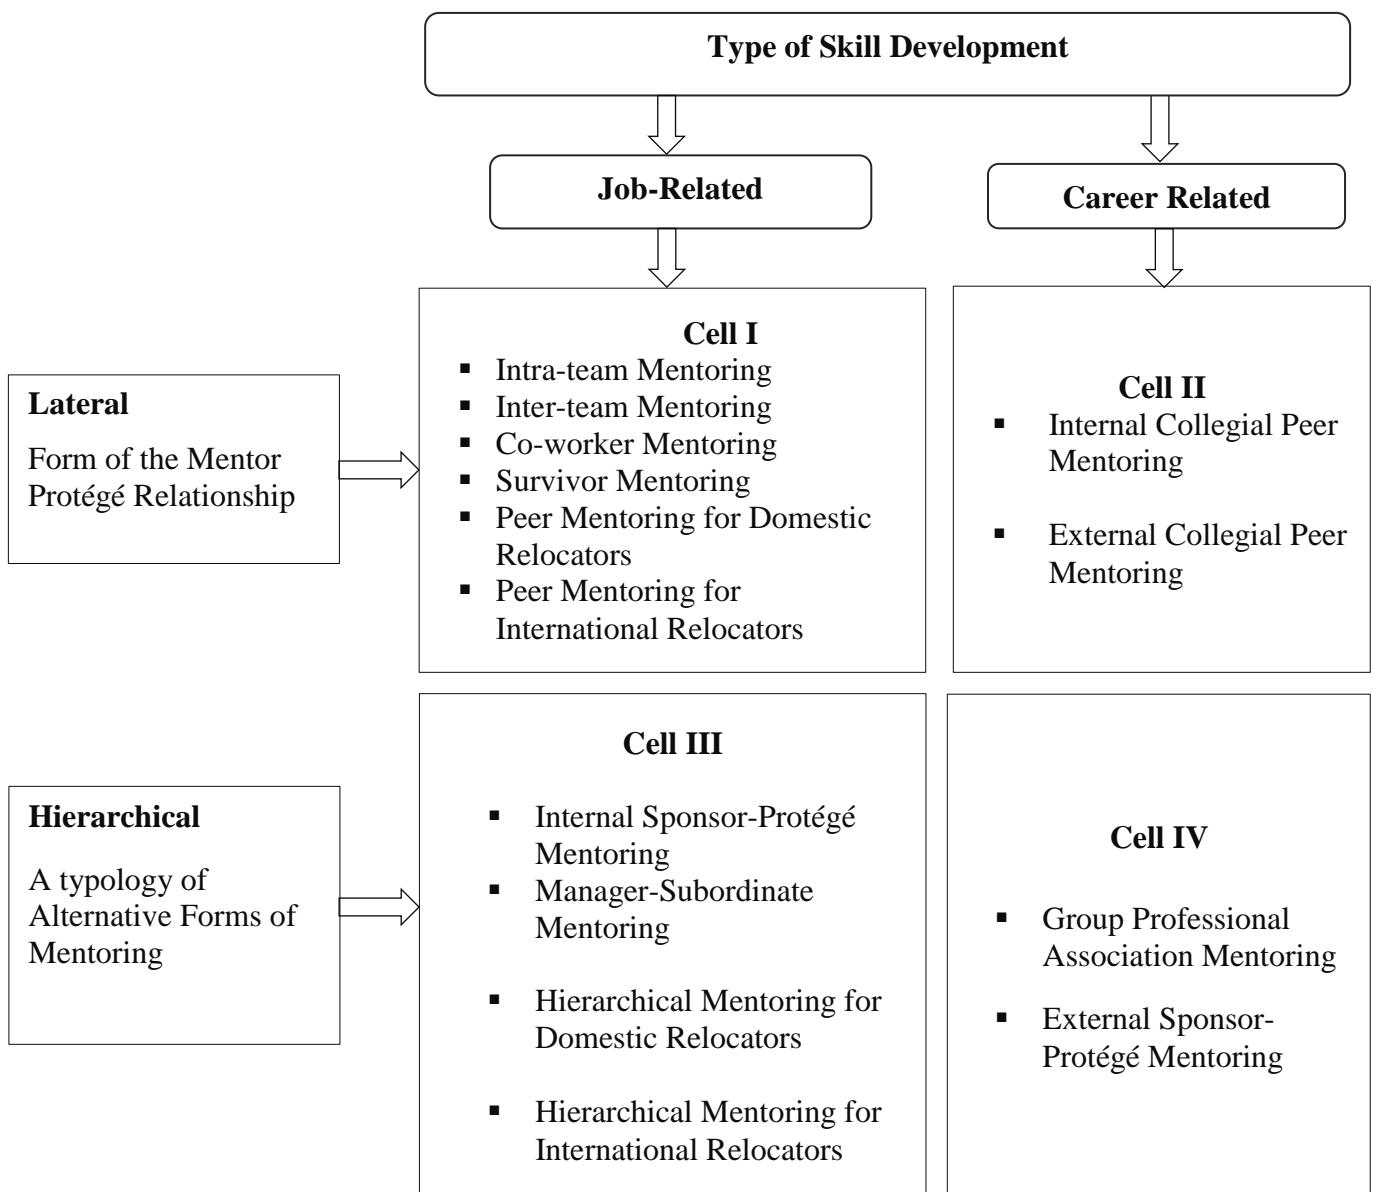 Type of Skill Development
Job-Related
Career Related
Lateral
Form of the Mentor
Protégé Relationship
Cell I
▪ Intra-team Mentoring
▪ Inter-team Mentoring
▪ Co-worker Mentoring
▪ Survivor Mentoring
▪ Peer Mentoring for Domestic
Relocators
▪ Peer Mentoring for
International Relocators
Cell II
▪ Internal Collegial Peer
Mentoring
▪ External Collegial Peer
Mentoring
Hierarchical
A typology of
Alternative Forms of
Mentoring
Cell III
▪ Internal Sponsor-Protégé
Mentoring
▪ Manager-Subordinate
Mentoring
▪ Hierarchical Mentoring for
Domestic Relocators
▪ Hierarchical Mentoring for
International Relocators
Cell IV
▪ Group Professional
Association Mentoring
▪ External Sponsor-
Protégé Mentoring